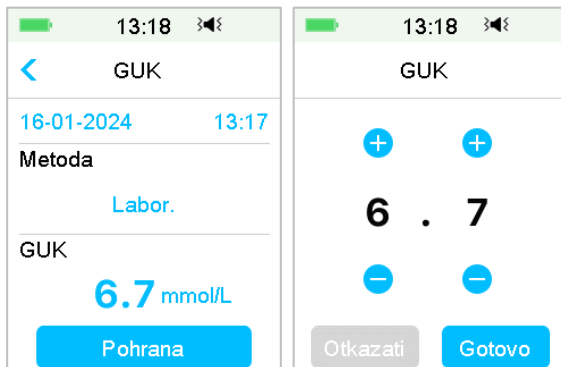 13:18
GUK
16-01-2024 13:17
Metoda
Labor.
GUK
6.7 mmol/L
Pohrana
13:18
GUK
6 . 7
Otkazati Gotovo